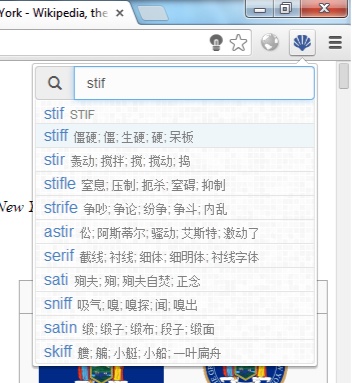 York - Wikipedia, the
stif
stif STIF
stiff 僵硬; 僵; 生硬; 硬; 呆板
stir 轰动; 搅拌; 搅; 搅动; 捣
stifle 窒息; 压制; 扼杀; 窒碍; 抑制
strife 争吵; 争论; 纷争; 争斗; 内乱
New Y
astir 伀; 阿斯蒂尔; 骚动; 艾斯特; 激动了
serif 截线; 衬线; 细体; 细明体; 衬线字体
sati 殉夫; 殉; 殉夫自焚; 正念
sniff 吸气; 嗅; 嗅探; 闻; 嗅出
satin 缎; 缎子; 缎布; 段子; 缎面
skiff 艭; 艑; 小艇; 小船; 一叶扁舟